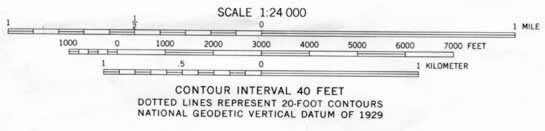 SCALE 1:24 000
1 1/2 0 1 MILE
1000 0 1000 2000 3000 4000 5000 6000 7000 FEET
1 .5 0 1 KILOMETER
CONTOUR INTERVAL 40 FEET
DOTTED LINES REPRESENT 20-FOOT CONTOURS
NATIONAL GEODETIC VERTICAL DATUM OF 1929